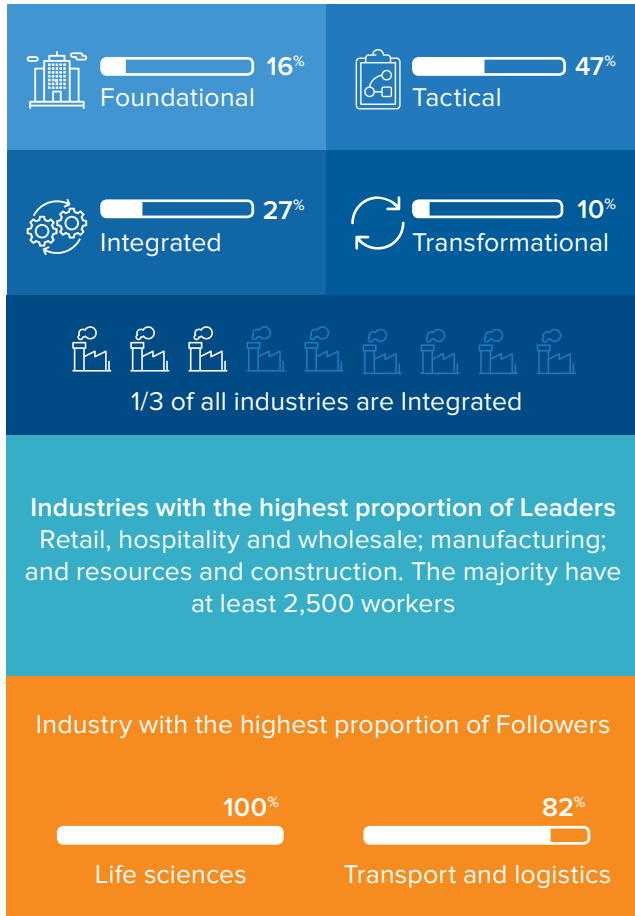 16%
Foundational
47%
Tactical
27%
Integrated
10%
Transformational
1/3 of all industries are Integrated
Industries with the highest proportion of Leaders
Retail, hospitality and wholesale; manufacturing;
and resources and construction. The majority have
at least 2,500 workers
Industry with the highest proportion of Followers
100%
Life sciences
82%
Transport and logistics